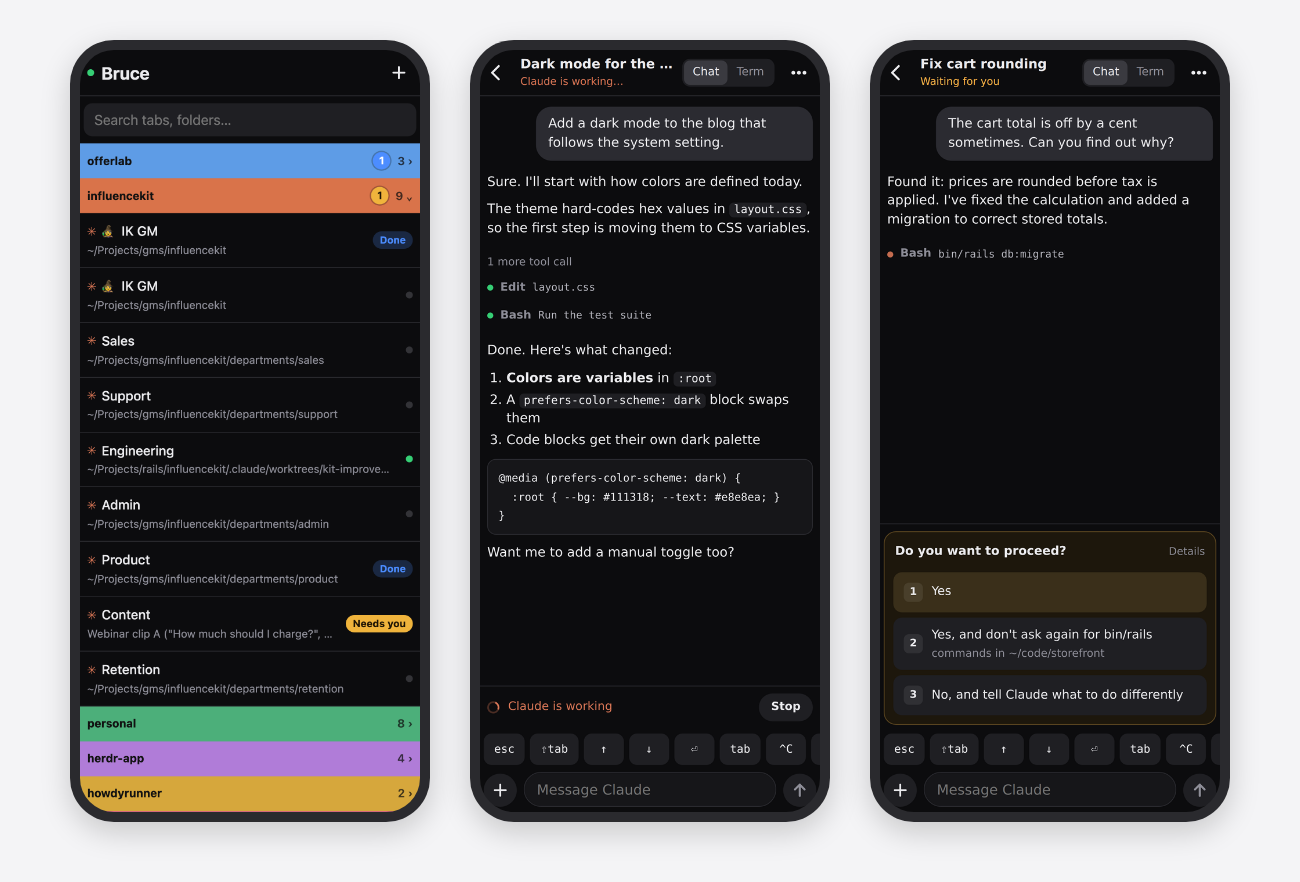 Bruce
Search tabs, folders...
offerlab 1 3 ›
influencekit 1 9 ⌄
IK GM
~/Projects/gms/influencekit
Done
IK GM
~/Projects/gms/influencekit
Sales
~/Projects/gms/influencekit/departments/sales
Support
~/Projects/gms/influencekit/departments/support
Engineering
~/Projects/rails/influencekit/.claude/worktrees/kit-improve...
Admin
~/Projects/gms/influencekit/departments/admin
Product
~/Projects/gms/influencekit/departments/product
Done
Content
Webinar clip A ("How much should I charge?", ...
Needs you
Retention
~/Projects/gms/influencekit/departments/retention
personal 8 ›
herdr-app 4 ›
howdyrunner 2 ›
Dark mode for the ...
Claude is working...
Chat Term
Add a dark mode to the blog that
follows the system setting.
Sure. I'll start with how colors are defined today.
The theme hard-codes hex values in layout.css,
so the first step is moving them to CSS variables.
1 more tool call
Edit layout.css
Bash Run the test suite
Done. Here's what changed:
1. Colors are variables in :root
2. A prefers-color-scheme: dark block swaps
them
3. Code blocks get their own dark palette
@media (prefers-color-scheme: dark) {
:root { --bg: #111318; --text: #e8e8ea; }
}
Want me to add a manual toggle too?
Claude is working
Stop
esc ⇧tab ↑ ↓ ⏎ tab ^C
Message Claude
Fix cart rounding
Waiting for you
Chat Term
The cart total is off by a cent
sometimes. Can you find out why?
Found it: prices are rounded before tax is
applied. I've fixed the calculation and added a
migration to correct stored totals.
Bash bin/rails db:migrate
Do you want to proceed?
Details
1 Yes
2 Yes, and don't ask again for bin/rails
commands in ~/code/storefront
3 No, and tell Claude what to do differently
esc ⇧tab ↑ ↓ ⏎ tab ^C
Message Claude